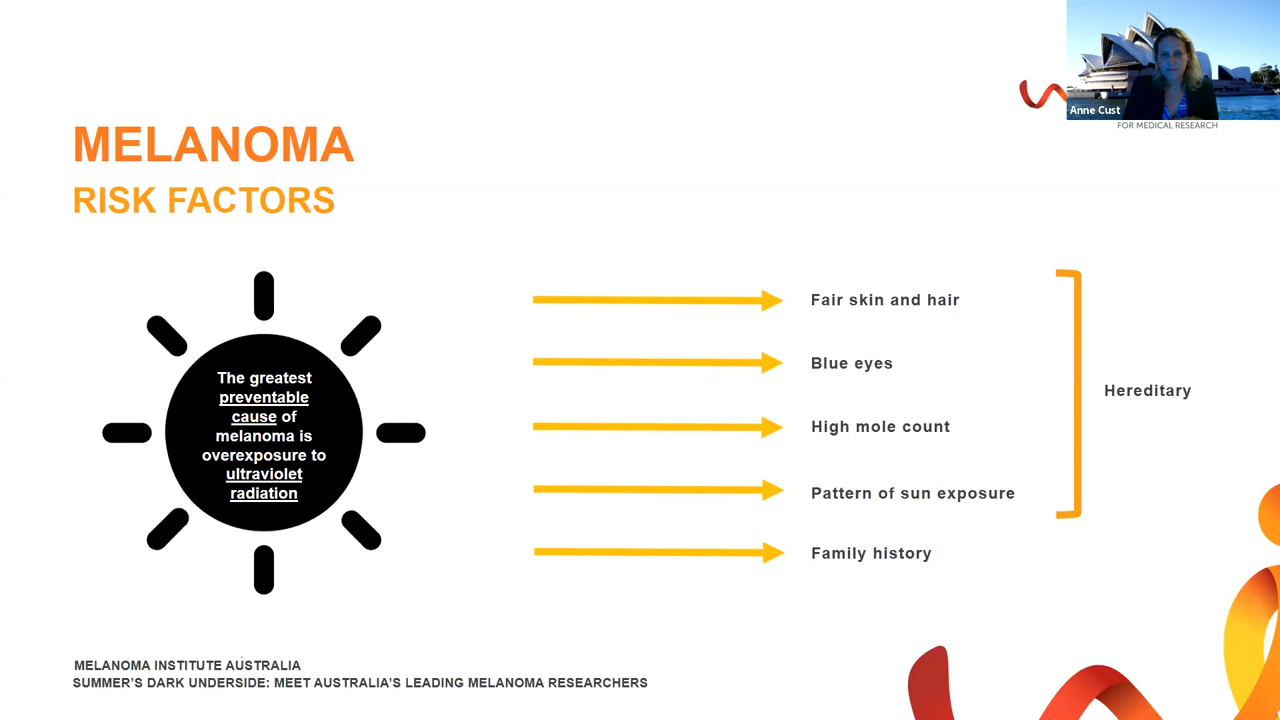 Anne Cust
FOR MEDICAL RESEARCH
MELANOMA
RISK FACTORS
The greatest
preventable
cause of
melanoma is
overexposure to
ultraviolet
radiation
Fair skin and hair
Blue eyes
High mole count
Pattern of sun exposure
Family history
Hereditary
MELANOMA INSTITUTE AUSTRALIA
SUMMER'S DARK UNDERSIDE: MEET AUSTRALIA'S LEADING MELANOMA RESEARCHERS